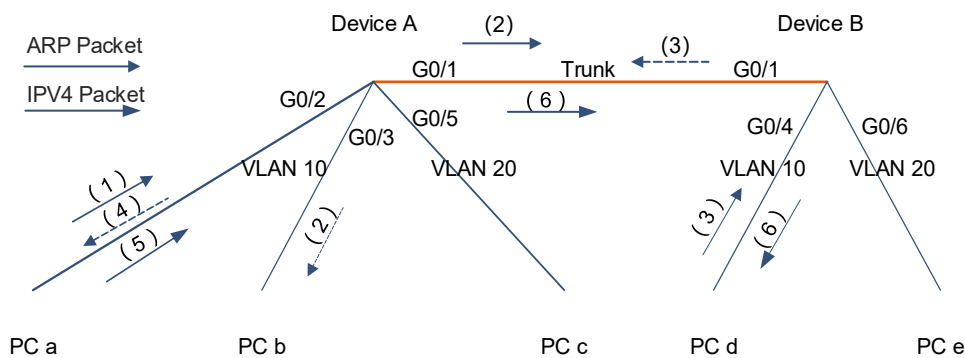 Device A
Device B
ARP Packet
(2)
(3)
G0/1
Trunk
G0/1
IPV4 Packet
G0/2
( 6 )
G0/5
G0/3
G0/4
G0/6
VLAN 10
VLAN 20
VLAN 10
VLAN 20
( 1 )
( 4 )
( 5 )
( 2 )
( 3 )
( 6 )
PC a
PC b
PC c
PC d
PC e